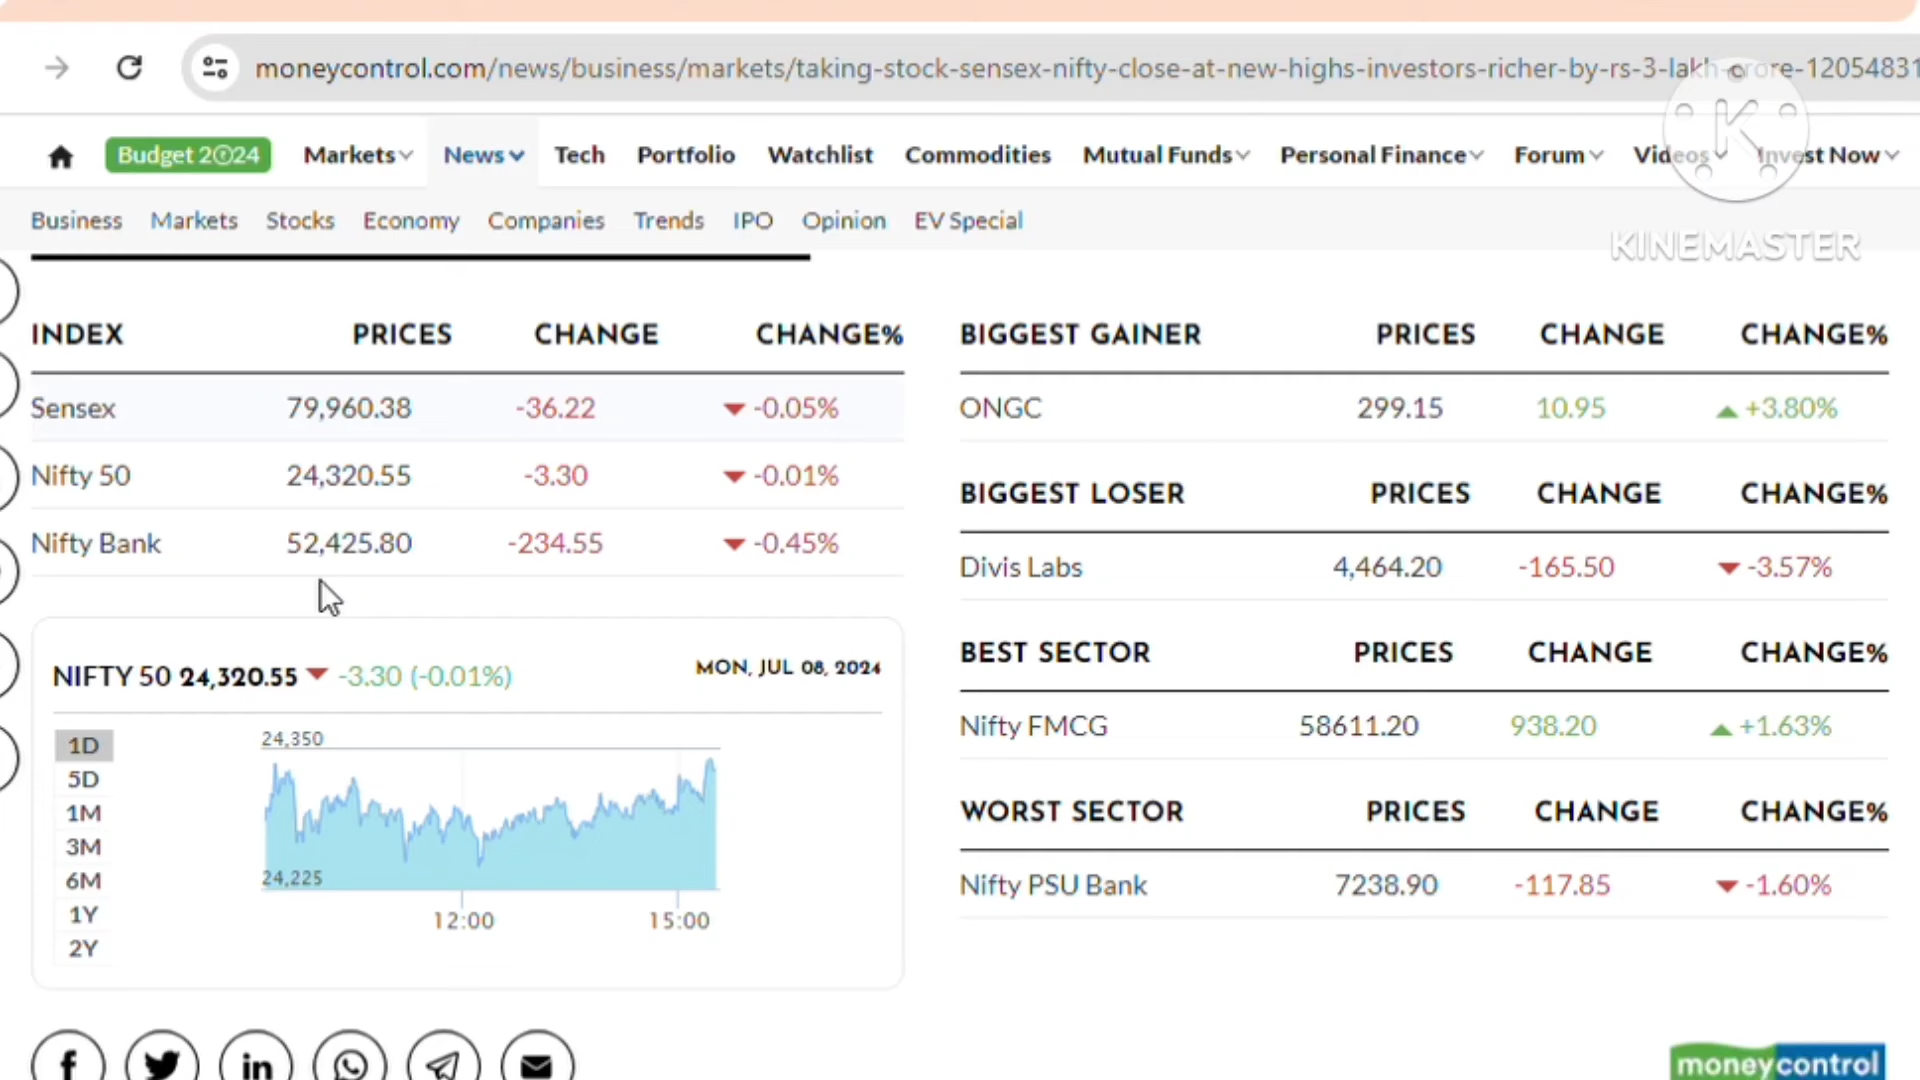 moneycontrol.com/news/business/markets/taking-stock-sensex-nifty-close-at-new-highs-investors-richer-by-rs-3-lakh-crore-12054831
Budget 2024 Markets News Tech Portfolio Watchlist Commodities Mutual Funds Personal Finance Forum Videos Invest Now
Business Markets Stocks Economy Companies Trends IPO Opinion EV Special
KINEMASTER
INDEX PRICES CHANGE CHANGE%
Sensex 79,960.38 -36.22 -0.05%
Nifty 50 24,320.55 -3.30 -0.01%
Nifty Bank 52,425.80 -234.55 -0.45%
NIFTY 50 24,320.55 -3.30 (-0.01%) MON, JUL 08, 2024
1D
5D
1M
3M
6M
1Y
2Y
24,350
24,225
12:00 15:00
BIGGEST GAINER PRICES CHANGE CHANGE%
ONGC 299.15 10.95 +3.80%
BIGGEST LOSER PRICES CHANGE CHANGE%
Divis Labs 4,464.20 -165.50 -3.57%
BEST SECTOR PRICES CHANGE CHANGE%
Nifty FMCG 58611.20 938.20 +1.63%
WORST SECTOR PRICES CHANGE CHANGE%
Nifty PSU Bank 7238.90 -117.85 -1.60%
moneycontrol